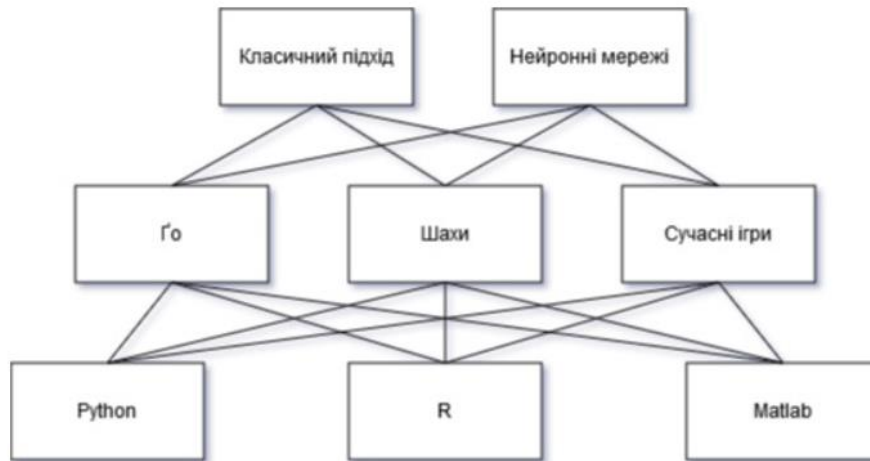 Класичний підхід
Нейронні мережі
Ґо
Шахи
Сучасні ігри
Python
R
Matlab